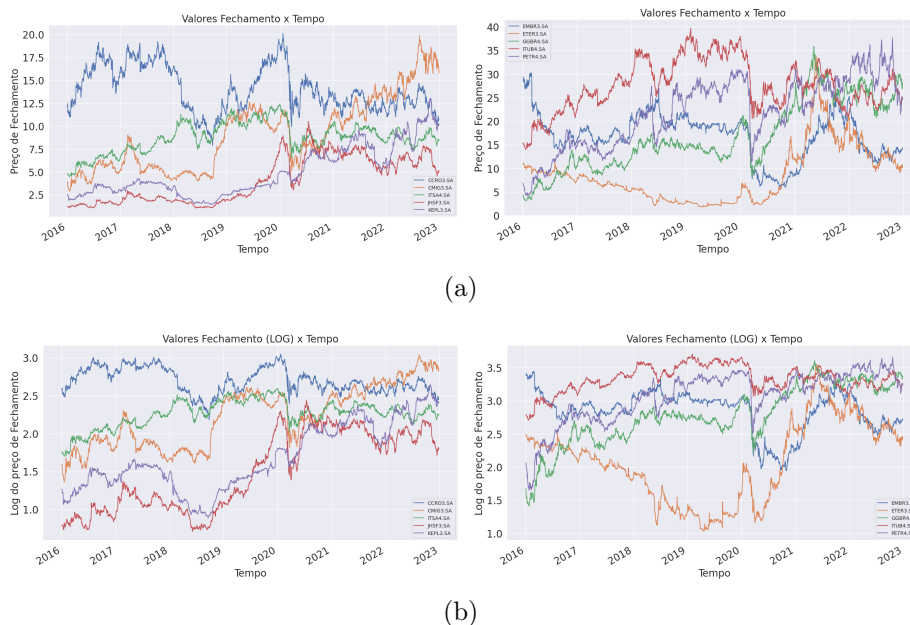 Valores Fechamento x Tempo
Preço de Fechamento
20.0
17.5
15.0
12.5
10.0
7.5
5.0
2.5
CCRO3.SA
CMIG3.SA
ITSA4.SA
JHSF3.SA
KEPL3.SA
2016
2017
2018
2019
2020
2021
2022
2023
Tempo
Valores Fechamento x Tempo
Preço de Fechamento
40
35
30
25
20
15
10
5
0
EMBR3.SA
ETER3.SA
GGBR4.SA
ITUB4.SA
PETR4.SA
2016
2017
2018
2019
2020
2021
2022
2023
Tempo
(a)
Valores Fechamento (LOG) x Tempo
Log do preço de Fechamento
3.0
2.5
2.0
1.5
1.0
CCRO3.SA
CMIG3.SA
ITSA4.SA
JHSF3.SA
KEPL3.SA
2016
2017
2018
2019
2020
2021
2022
2023
Tempo
Valores Fechamento (LOG) x Tempo
Log do preço de Fechamento
3.5
3.0
2.5
2.0
1.5
1.0
EMBR3.
ETER3.S
GGBR4.
ITUB4.S
PETR4.S
2016
2017
2018
2019
2020
2021
2022
2023
Tempo
(b)